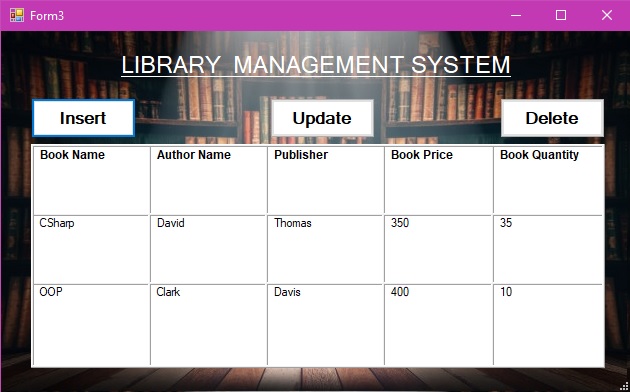 Form3
LIBRARY  MANAGEMENT SYSTEM
Insert Update Delete
Book Name Author Name Publisher Book Price Book Quantity
CSharp David Thomas 350 35
OOP Clark Davis 400 10